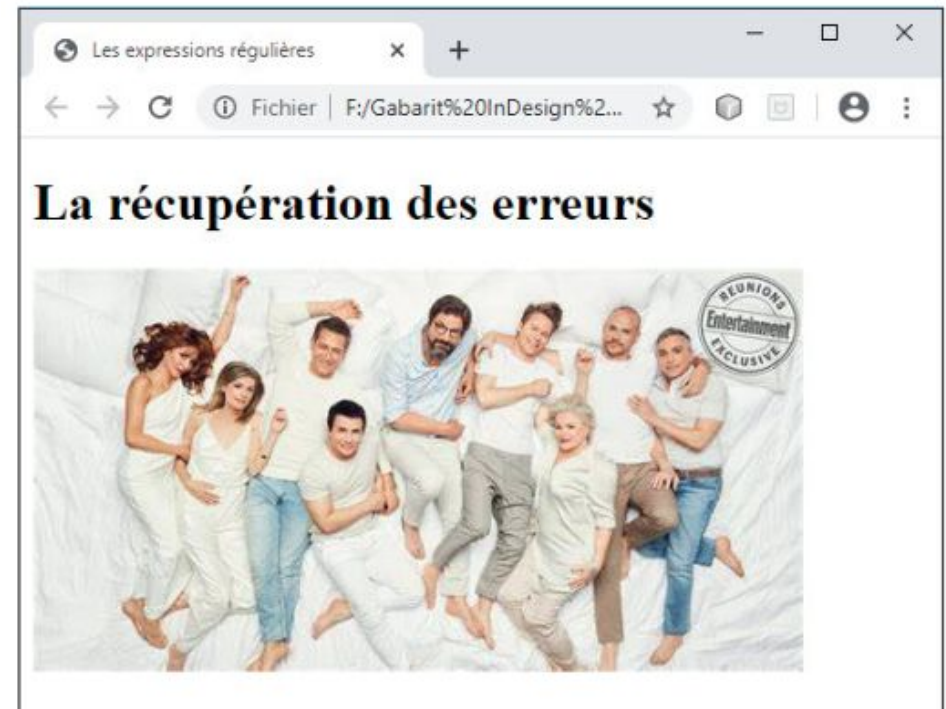 Les expressions régulières
Fichier | F:/Gabarit%20InDesign%2...
La récupération des erreurs
REUNIONS
Entertainment
EXCLUSIVE